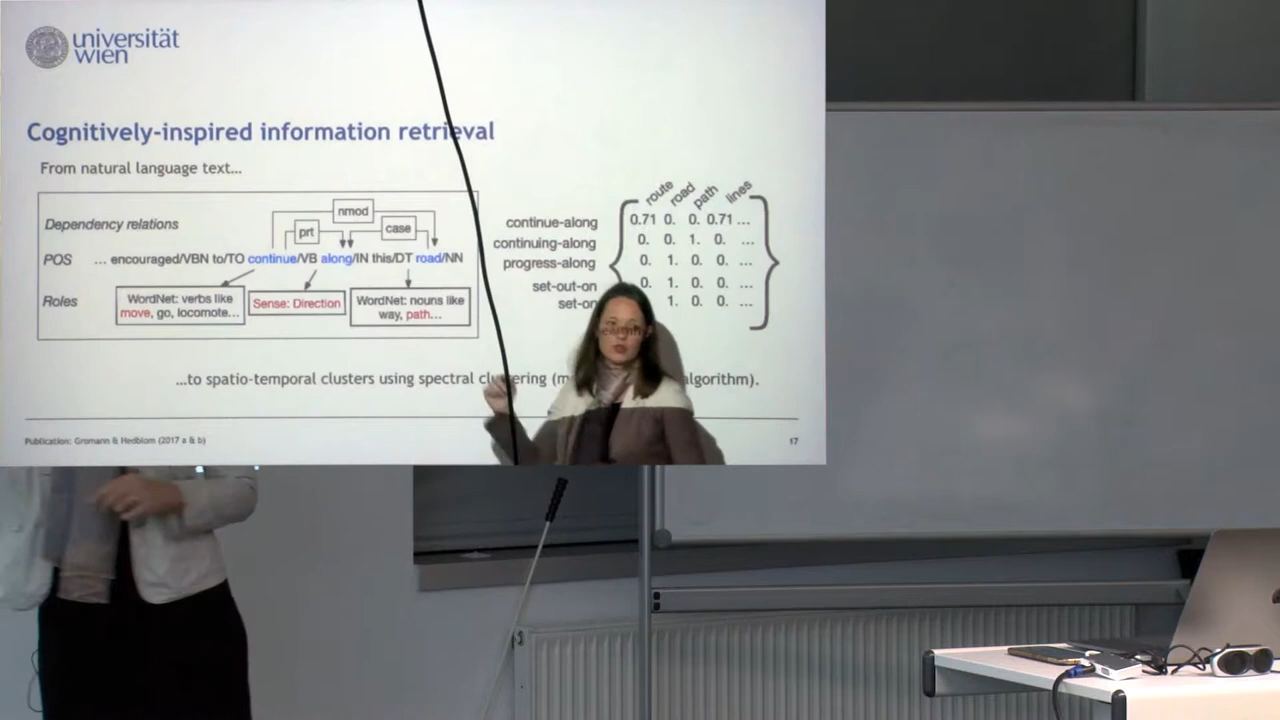 universität
wien
Cognitively-inspired information retrieval
From natural language text...
Dependency relations
nmod
prt
case
POS
... encouraged/VBN to/TO continue/VB along/IN this/DT road/NN
Roles
WordNet: verbs like
move, go, locomote...
Sense: Direction
WordNet: nouns like
way, path...
route road path lines
continue-along 0.71 0. 0. 0.71 ...
continuing-along 0. 0. 1. 0. ...
progress-along 0. 1. 0. 0. ...
set-out-on 0. 1. 0. 0. ...
set-on 1. 0. 0. ...
...to spatio-temporal clusters using spectral clustering algorithm).
Publication: Gromann & Hedblom (2017 a & b)
17